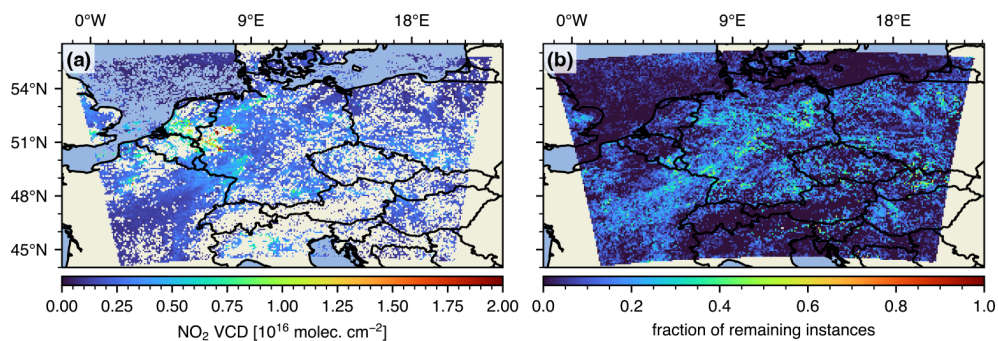 0°W 9°E 18°E 0°W 9°E 18°E
(a) (b)
54°N
51°N
48°N
45°N
0.00 0.25 0.50 0.75 1.00 1.25 1.50 1.75 2.00 0.0 0.2 0.4 0.6 0.8 1.0
NO₂ VCD [10¹⁶ molec. cm⁻²] fraction of remaining instances